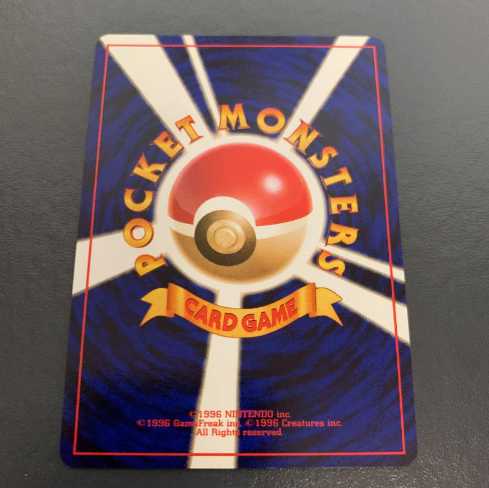 POCKET MONSTERS
CARD GAME
©1996 NINTENDO inc.
©1996 GameFreak inc. ©1996 Creatures inc.
All Rights reserved.